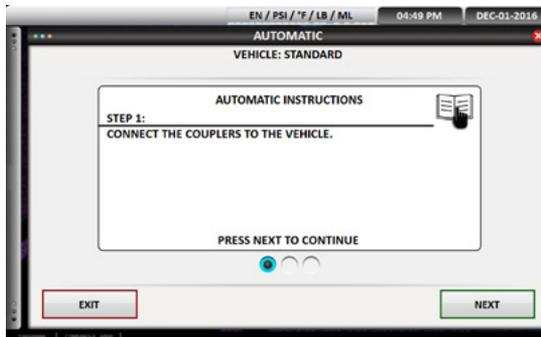 EN / PSI / °F / LB / ML
04:49 PM
DEC-01-2016
AUTOMATIC
VEHICLE: STANDARD
AUTOMATIC INSTRUCTIONS
STEP 1:
CONNECT THE COUPLERS TO THE VEHICLE.
PRESS NEXT TO CONTINUE
EXIT
NEXT